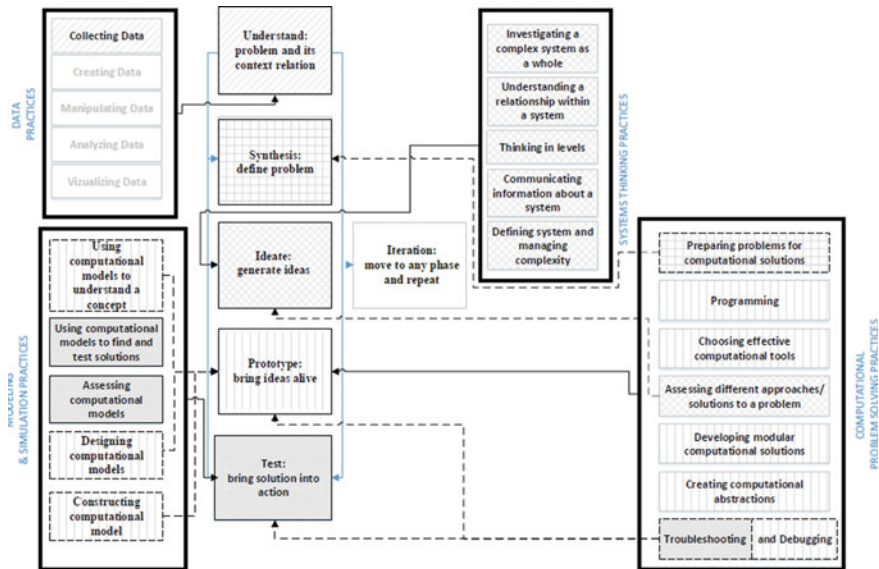 DATA
PRACTICES
Collecting Data
Creating Data
Manipulating Data
Analyzing Data
Vizualizing Data
Understand:
problem and its
context relation
Synthesis:
define problem
Ideate:
generate ideas
Iteration:
move to any phase
and repeat
Prototype:
bring ideas alive
Test:
bring solution into
action
Investigating a
complex system as
a whole
Understanding a
relationship within
a system
Thinking in levels
Communicating
information about a
system
Defining system and
managing
complexity
SYSTEMS THINKING PRACTICES
& SIMULATION PRACTICES
Using
computational
models to
understand a
concept
Using computational
models to find and
test solutions
Assessing
computational
models
Designing
computational
models
Constructing
computational
model
Preparing problems for
computational solutions
Programming
Choosing effective
computational tools
Assessing different approaches/
solutions to a problem
Developing modular
computational solutions
Creating computational
abstractions
Troubleshooting and Debugging
COMPUTATIONAL
PROBLEM SOLVING PRACTICES